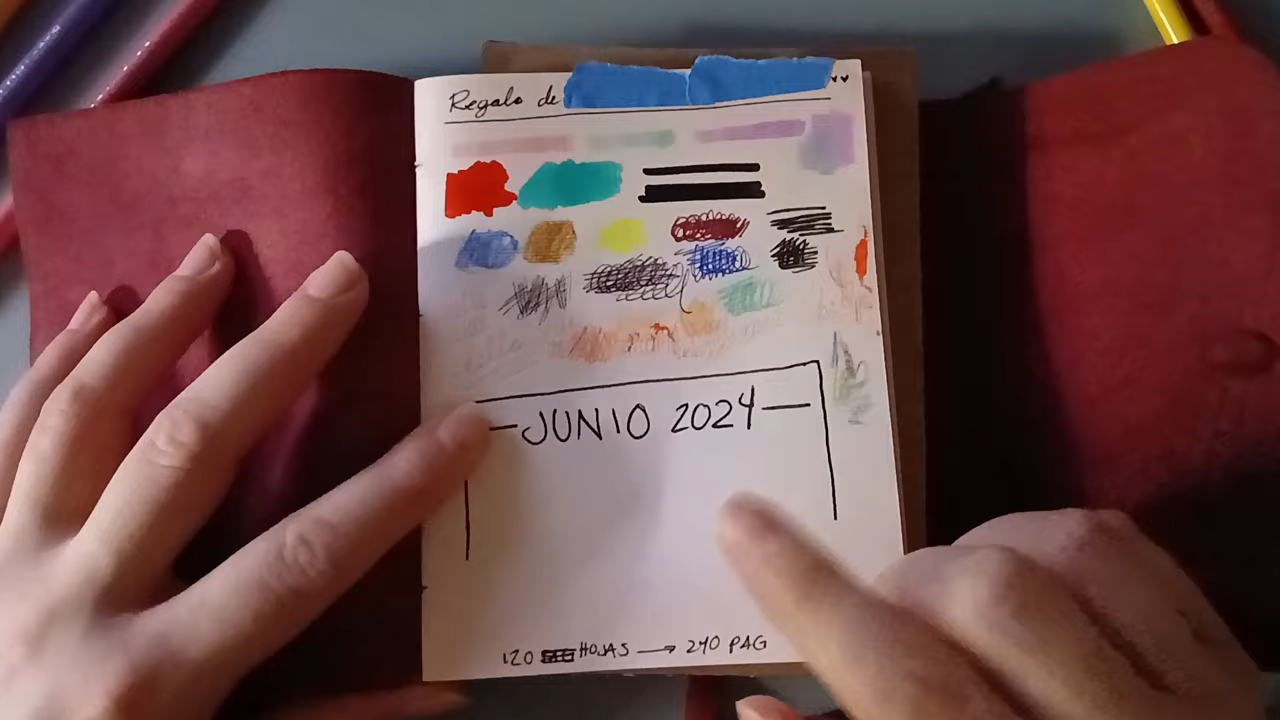 Regalo de
— JUNIO 2024 —
120 HOJAS → 240 PAG